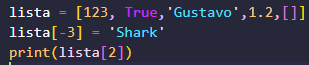 lista = [123, True,'Gustavo',1.2,[]]
lista[-3] = 'Shark'
print(lista[2])